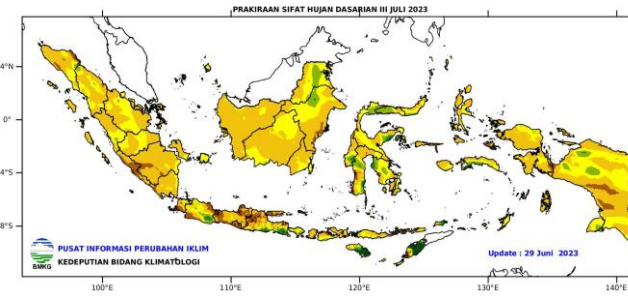 PRAKIRAAN SIFAT HUJAN DASARIAN III JULI 2023
4°N
0°
4°S
8°S
PUSAT INFORMASI PERUBAHAN IKLIM
KEDEPUTIAN BIDANG KLIMATOLOGI
BMKG
Update : 29 Juni 2023
100°E
110°E
120°E
130°E
140°E